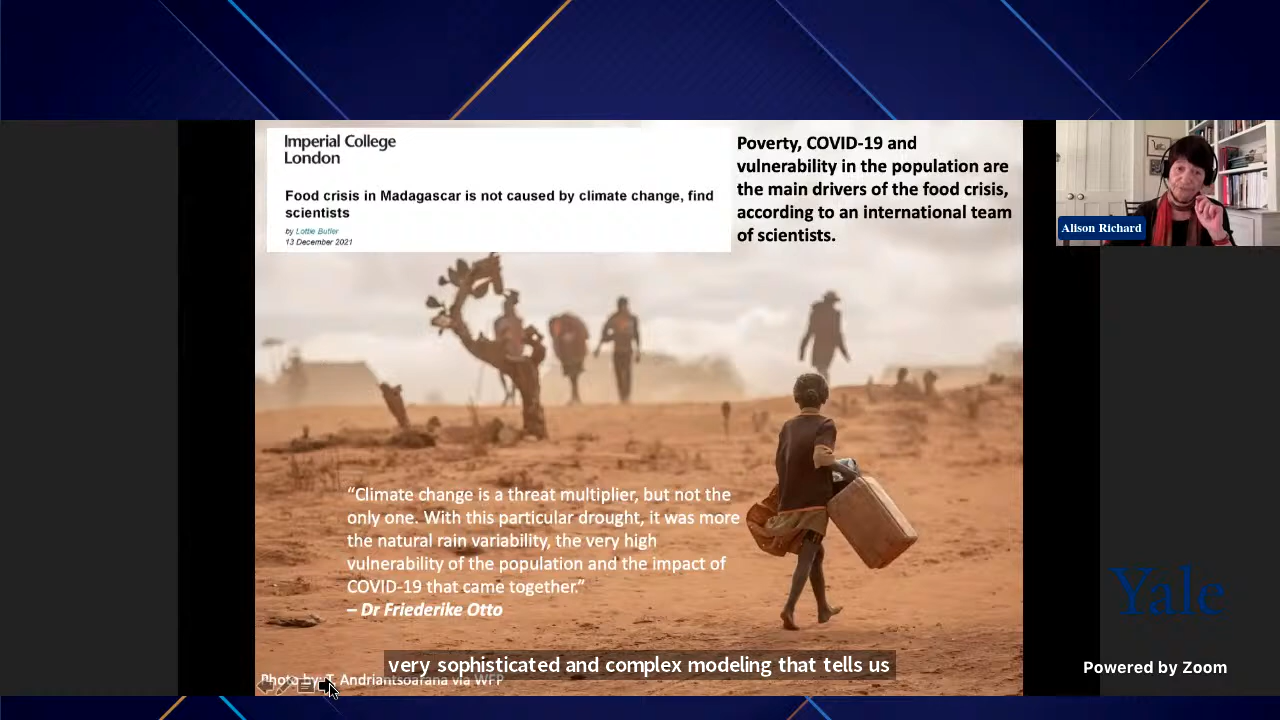 Imperial College
London
Food crisis in Madagascar is not caused by climate change, find
scientists
by Lottie Butler
13 December 2021
Poverty, COVID-19 and
vulnerability in the population are
the main drivers of the food crisis,
according to an international team
of scientists.
Alison Richard
“Climate change is a threat multiplier, but not the
only one. With this particular drought, it was more
the natural rain variability, the very high
vulnerability of the population and the impact of
COVID-19 that came together.”
– Dr Friederike Otto
very sophisticated and complex modeling that tells us
Photo by T. Andriantsoarana via WFP
Yale
Powered by Zoom